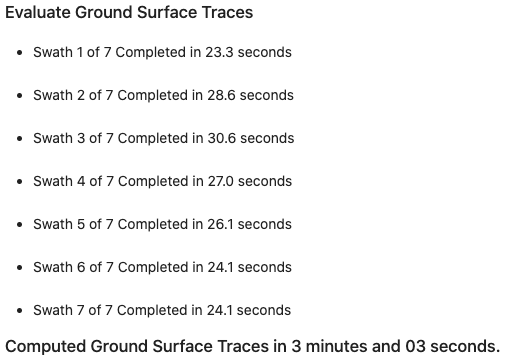 Evaluate Ground Surface Traces
• Swath 1 of 7 Completed in 23.3 seconds
• Swath 2 of 7 Completed in 28.6 seconds
• Swath 3 of 7 Completed in 30.6 seconds
• Swath 4 of 7 Completed in 27.0 seconds
• Swath 5 of 7 Completed in 26.1 seconds
• Swath 6 of 7 Completed in 24.1 seconds
• Swath 7 of 7 Completed in 24.1 seconds
Computed Ground Surface Traces in 3 minutes and 03 seconds.